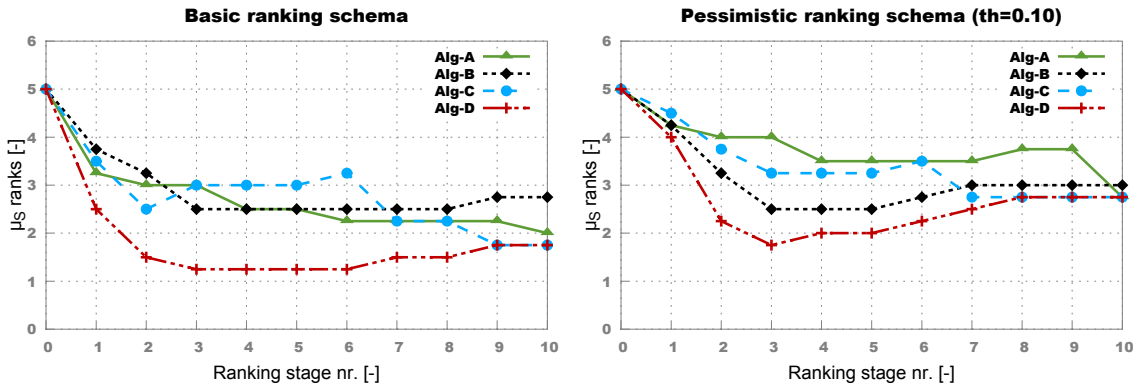 Basic ranking schema
6
5
4
3
2
1
0
µs ranks [-]
Alg-A
Alg-B
Alg-C
Alg-D
0 1 2 3 4 5 6 7 8 9 10
Ranking stage nr. [-]
Pessimistic ranking schema (th=0.10)
6
5
4
3
2
1
0
µs ranks [-]
Alg-A
Alg-B
Alg-C
Alg-D
0 1 2 3 4 5 6 7 8 9 10
Ranking stage nr. [-]